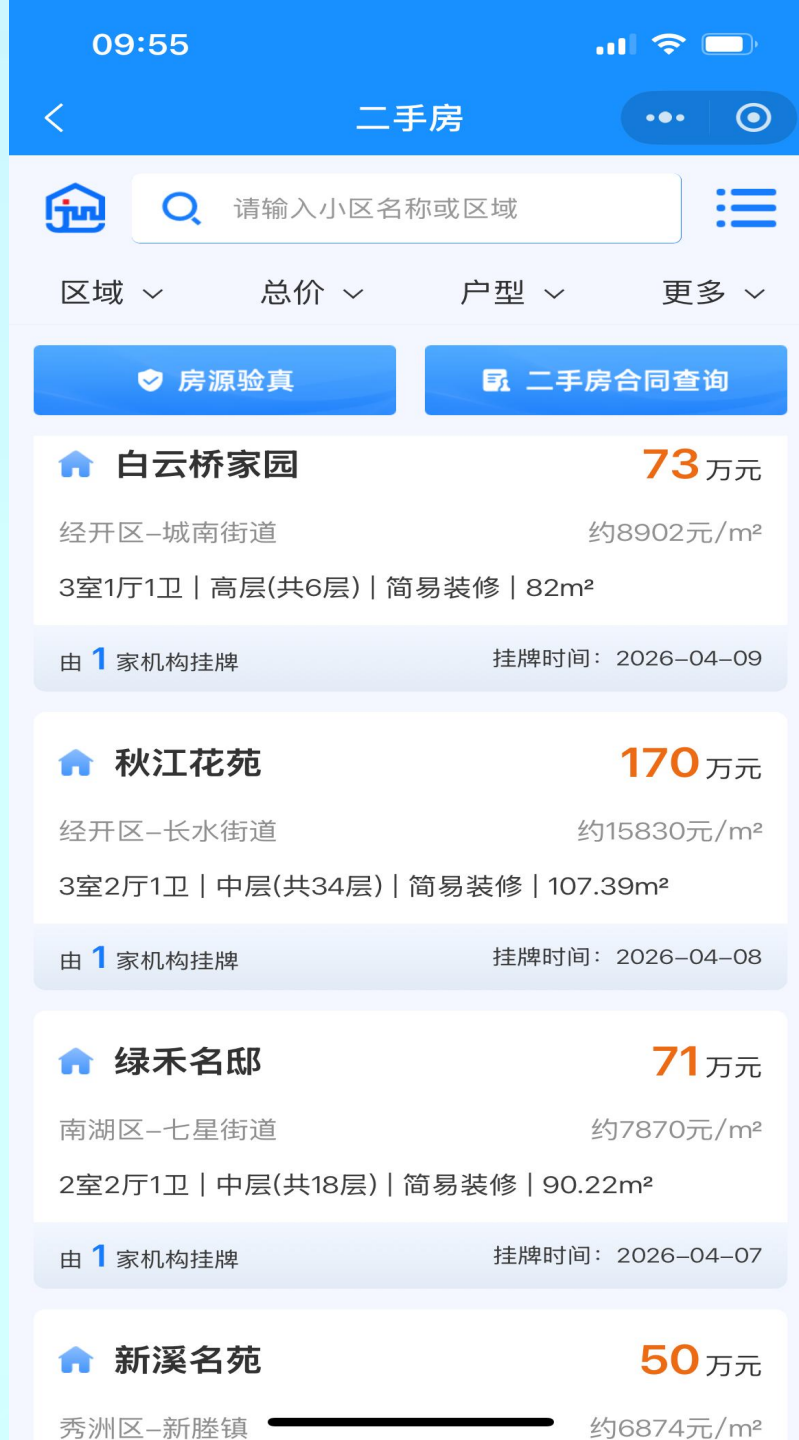 09:55
二手房
请输入小区名称或区域
区域 总价 户型 更多
房源验真 二手房合同查询
白云桥家园 73万元
经开区-城南街道 约8902元/m²
3室1厅1卫 | 高层(共6层) | 简易装修 | 82m²
由 1 家机构挂牌 挂牌时间: 2026-04-09
秋江花苑 170万元
经开区-长水街道 约15830元/m²
3室2厅1卫 | 中层(共34层) | 简易装修 | 107.39m²
由 1 家机构挂牌 挂牌时间: 2026-04-08
绿禾名邸 71万元
南湖区-七星街道 约7870元/m²
2室2厅1卫 | 中层(共18层) | 简易装修 | 90.22m²
由 1 家机构挂牌 挂牌时间: 2026-04-07
新溪名苑 50万元
秀洲区-新塍镇 约6874元/m²